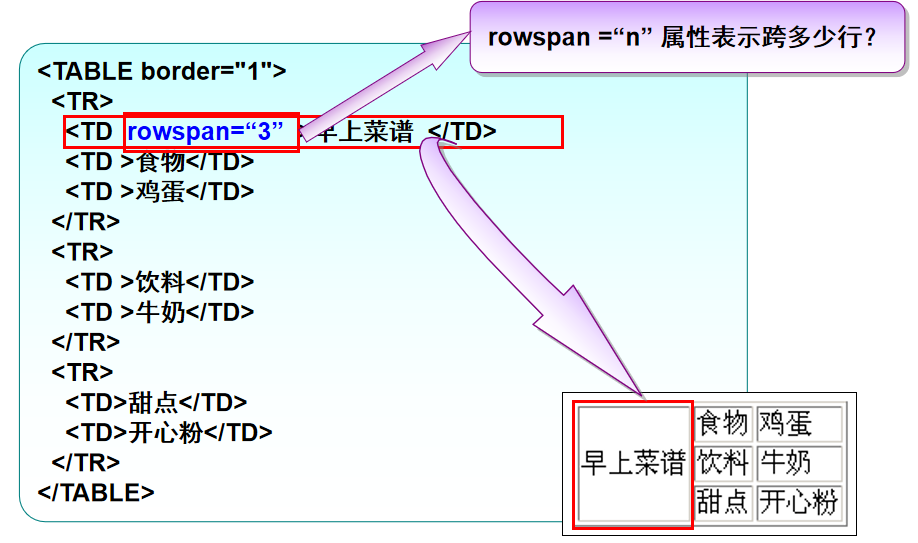 rowspan =“n” 属性表示跨多少行?
<TABLE border="1">
<TR>
<TD rowspan=“3” >早上菜谱 </TD>
<TD >食物</TD>
<TD >鸡蛋</TD>
</TR>
<TR>
<TD >饮料</TD>
<TD >牛奶</TD>
</TR>
<TR>
<TD>甜点</TD>
<TD>开心粉</TD>
</TR>
</TABLE>
食物 鸡蛋
早上菜谱 饮料 牛奶
甜点 开心粉